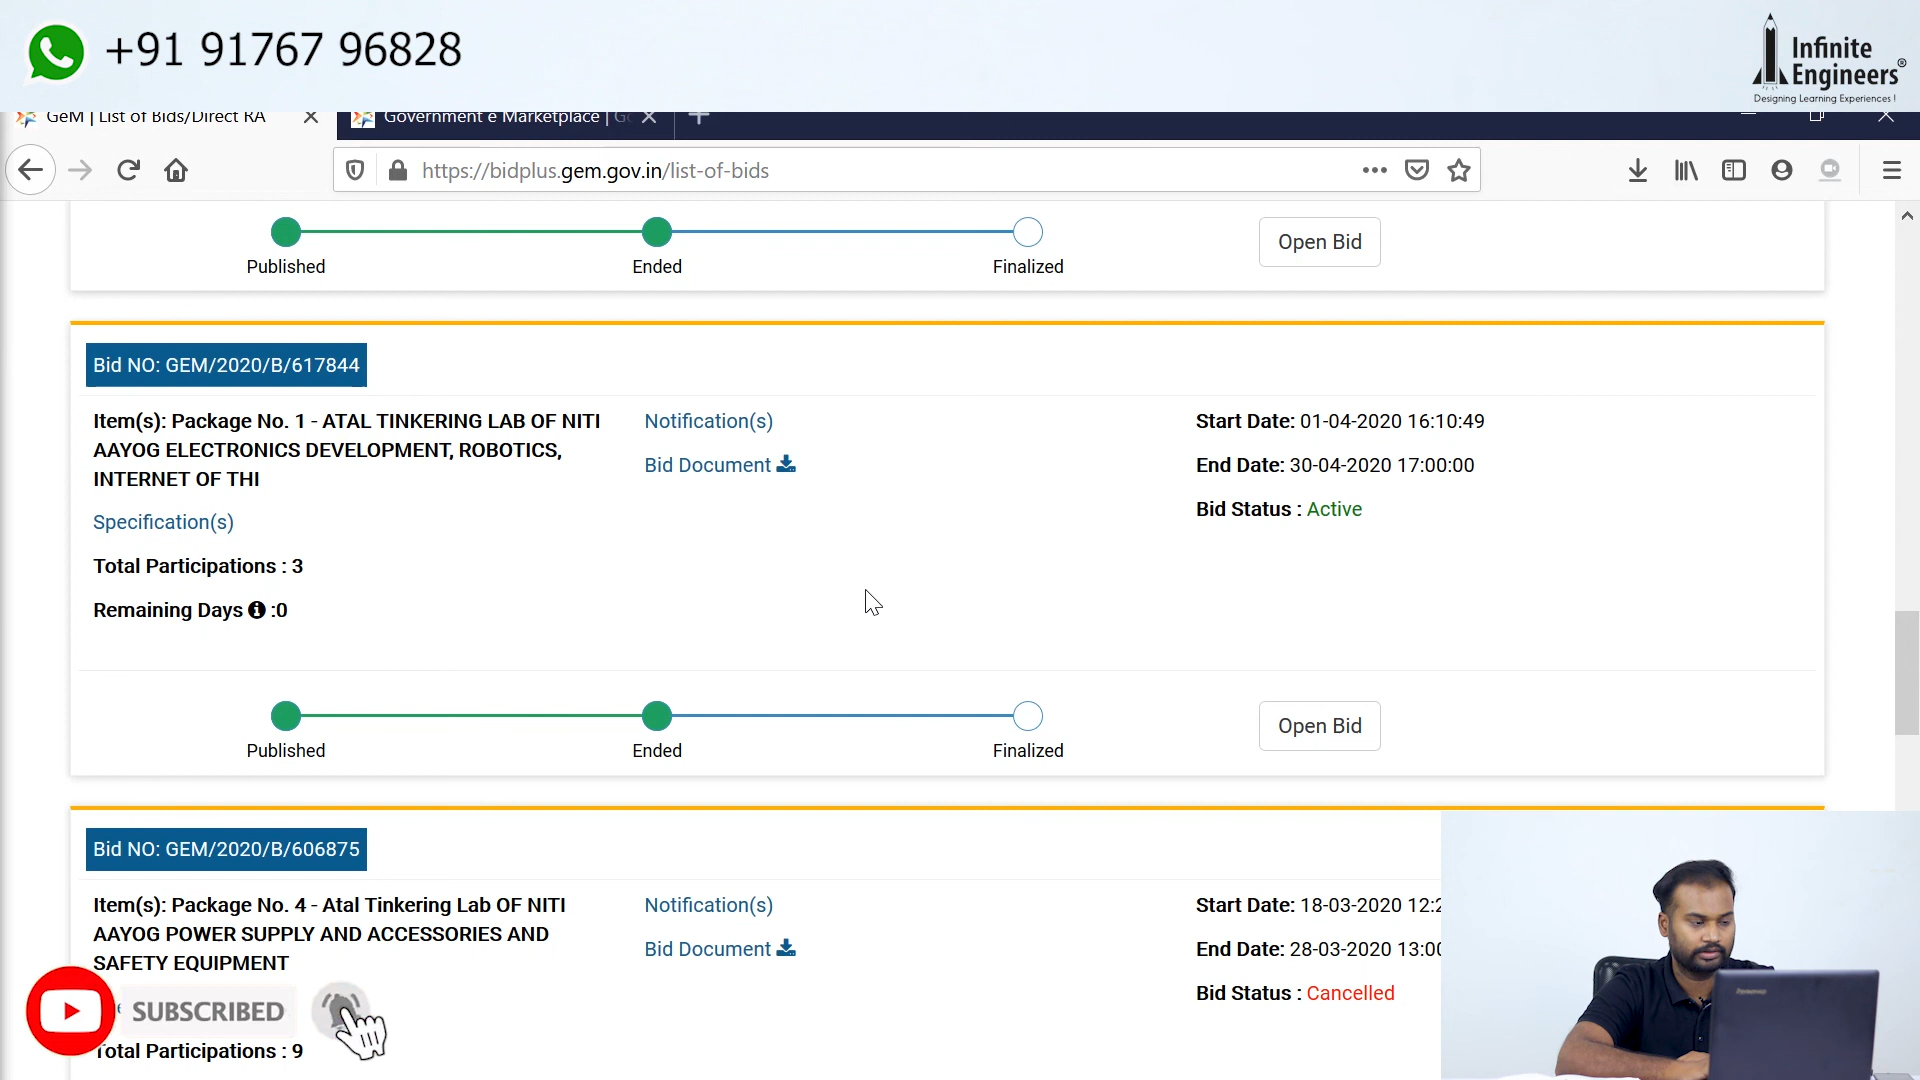 +91 91767 96828
Infinite
Engineers®
Designing Learning Experiences !
GeM | List of Bids/Direct RA
Government e Marketplace | G
https://bidplus.gem.gov.in/list-of-bids
Published
Ended
Finalized
Open Bid
Bid NO: GEM/2020/B/617844
Item(s): Package No. 1 - ATAL TINKERING LAB OF NITI
AAYOG ELECTRONICS DEVELOPMENT, ROBOTICS,
INTERNET OF THI
Specification(s)
Total Participations : 3
Remaining Days :0
Notification(s)
Bid Document
Start Date: 01-04-2020 16:10:49
End Date: 30-04-2020 17:00:00
Bid Status : Active
Published
Ended
Finalized
Open Bid
Bid NO: GEM/2020/B/606875
Item(s): Package No. 4 - Atal Tinkering Lab OF NITI
AAYOG POWER SUPPLY AND ACCESSORIES AND
SAFETY EQUIPMENT
Total Participations : 9
Notification(s)
Bid Document
Start Date: 18-03-2020 12:2
End Date: 28-03-2020 13:00
Bid Status : Cancelled
SUBSCRIBED